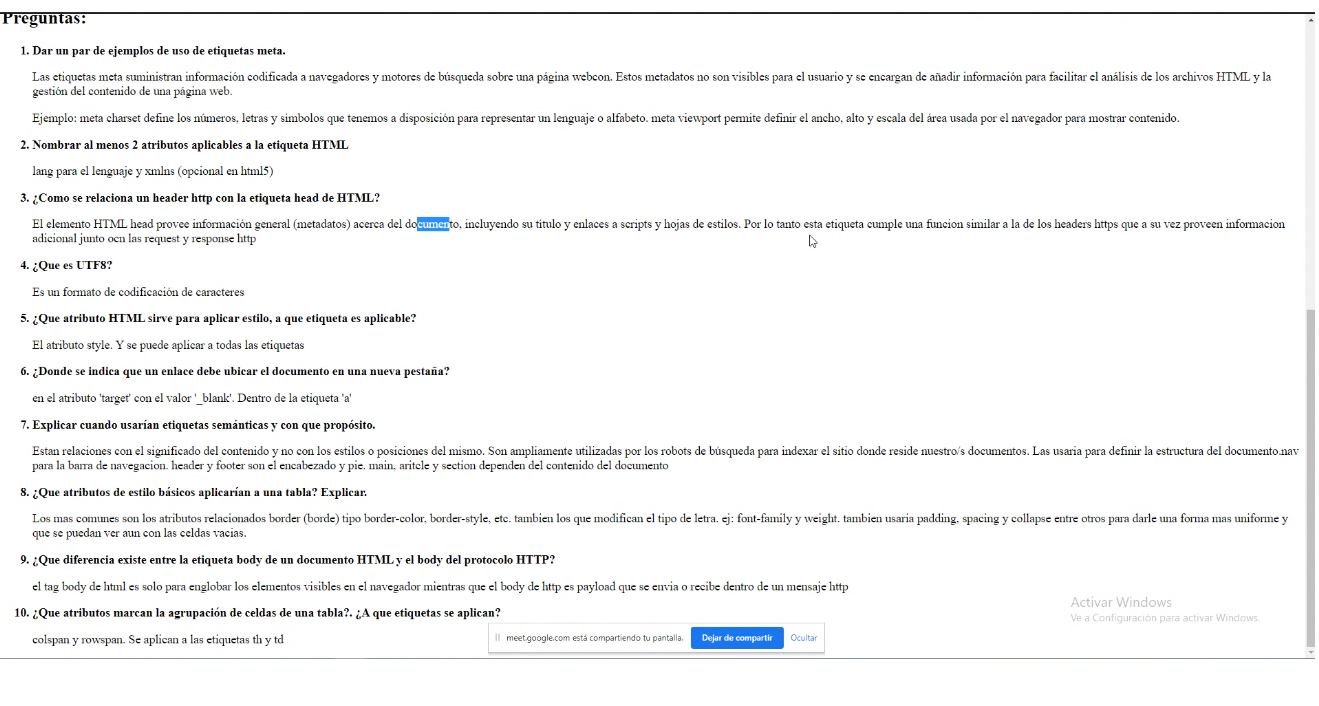 Preguntas:
1. Dar un par de ejemplos de uso de etiquetas meta.
Las etiquetas meta suministran información codificada a navegadores y motores de búsqueda sobre una página webcon. Estos metadatos no son visibles para el usuario y se encargan de añadir información para facilitar el análisis de los archivos HTML y la
gestión del contenido de una página web.
Ejemplo: meta charset define los números, letras y símbolos que tenemos a disposición para representar un lenguaje o alfabeto. meta viewport permite definir el ancho, alto y escala del área usada por el navegador para mostrar contenido.
2. Nombrar al menos 2 atributos aplicables a la etiqueta HTML
lang para el lenguaje y xmlns (opcional en html5)
3. ¿Como se relaciona un header http con la etiqueta head de HTML?
El elemento HTML head provee información general (metadatos) acerca del documento, incluyendo su título y enlaces a scripts y hojas de estilos. Por lo tanto esta etiqueta cumple una funcion similar a la de los headers https que a su vez proveen informacion
adicional junto ocn las request y response http
4. ¿Que es UTF8?
Es un formato de codificación de caracteres
5. ¿Que atributo HTML sirve para aplicar estilo, a que etiqueta es aplicable?
El atributo style. Y se puede aplicar a todas las etiquetas
6. ¿Donde se indica que un enlace debe ubicar el documento en una nueva pestaña?
en el atributo 'target' con el valor '_blank'. Dentro de la etiqueta 'a'
7. Explicar cuando usarían etiquetas semánticas y con que propósito.
Estan relaciones con el significado del contenido y no con los estilos o posiciones del mismo. Son ampliamente utilizadas por los robots de búsqueda para indexar el sitio donde reside nuestro/s documentos. Las usaria para definir la estructura del documento.nav
para la barra de navegacion. header y footer son el encabezado y pie. main, aritcle y section dependen del contenido del documento
8. ¿Que atributos de estilo básicos aplicarían a una tabla? Explicar.
Los mas comunes son los atributos relacionados border (borde) tipo border-color, border-style, etc. tambien los que modifican el tipo de letra. ej: font-family y weight. tambien usaria padding, spacing y collapse entre otros para darle una forma mas uniforme y
que se puedan ver aun con las celdas vacias.
9. ¿Que diferencia existe entre la etiqueta body de un documento HTML y el body del protocolo HTTP?
el tag body de html es solo para englobar los elementos visibles en el navegador mientras que el body de http es payload que se envia o recibe dentro de un mensaje http
10. ¿Que atributos marcan la agrupación de celdas de una tabla?. ¿A que etiquetas se aplican?
colspan y rowspan. Se aplican a las etiquetas th y td
Activar Windows
Ve a Configuración para activar Windows.
meet.google.com está compartiendo tu pantalla.
Dejar de compartir
Ocultar